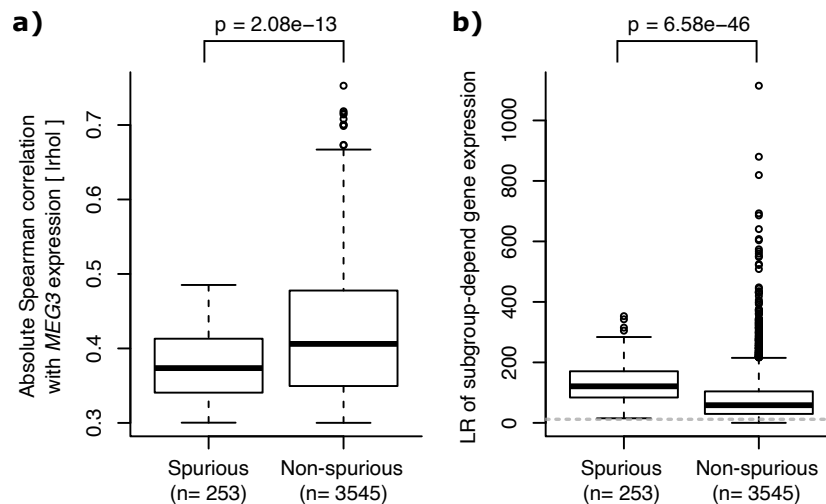 a)
p = 2.08e−13
Absolute Spearman correlation
with MEG3 expression [ |rho| ]
0.7
0.6
0.5
0.4
0.3
Spurious
(n= 253)
Non-spurious
(n= 3545)
b)
p = 6.58e−46
LR of subgroup-depend gene expression
1000
800
600
400
200
0
Spurious
(n= 253)
Non-spurious
(n= 3545)